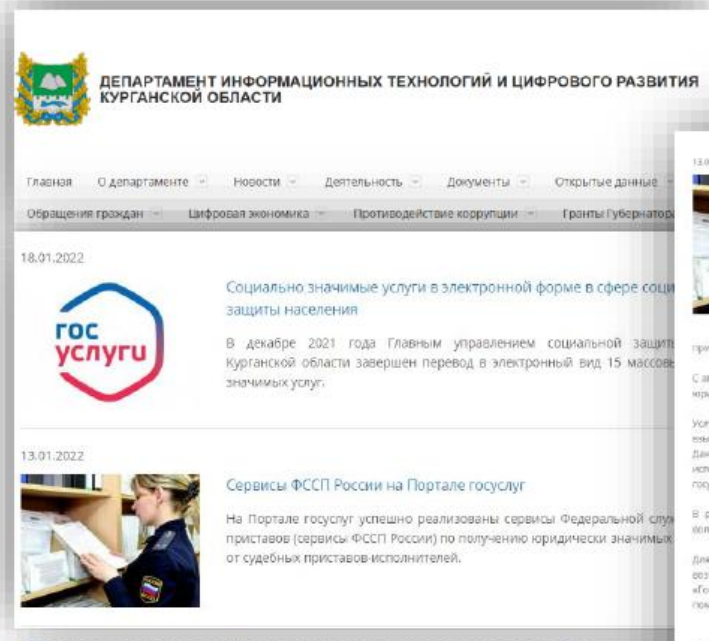 ДЕПАРТАМЕНТ ИНФОРМАЦИОННЫХ ТЕХНОЛОГИЙ И ЦИФРОВОГО РАЗВИТИЯ
КУРГАНСКОЙ ОБЛАСТИ
Главная О департаменте Новости Деятельность Документы Открытые данные
Обращения граждан Цифровая экономика Противодействие коррупции Гранты Губернатора
18.01.2022
гос
услуги
Социально значимые услуги в электронной форме в сфере соци
защиты населения
В декабре 2021 года Главным управлением социальной защит
Курганской области завершен перевод в электронный вид 15 массовы
значимых услуг.
13.01.2022
Сервисы ФССП России на Портале госуслуг
На Портале госуслуг успешно реализованы сервисы Федеральной слу
приставов (сервисы ФССП России) по получению юридически значимых
от судебных приставов-исполнителей.